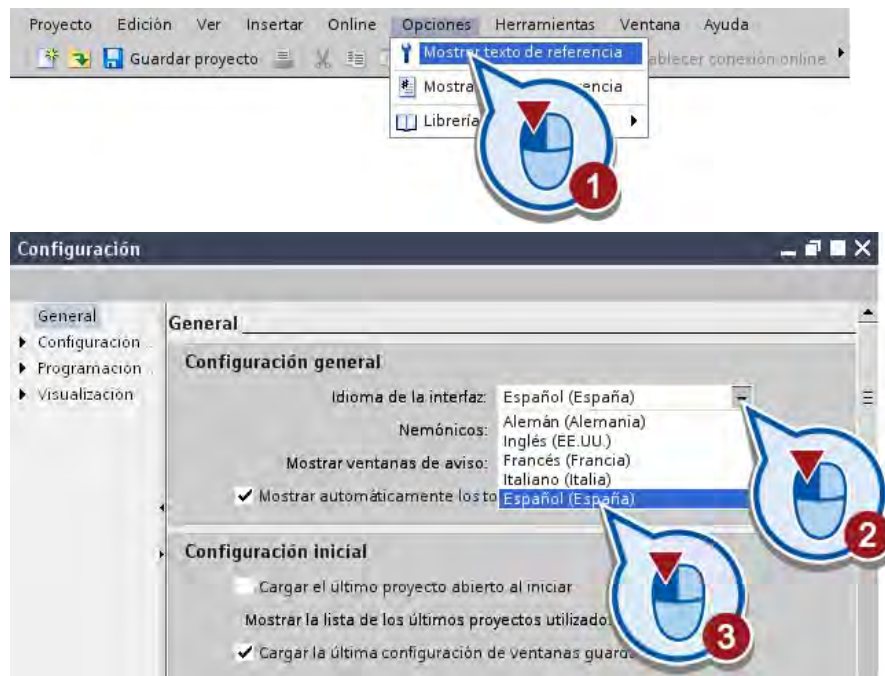 Proyecto Edición Ver Insertar Online Opciones Herramientas Ventana Ayuda
Guardar proyecto
Mostrar texto de referencia
ablecer conexión online
Mostra encia
Librería
1
Configuración
General
Configuración
Programación
Visualización
General
Configuración general
Idioma de la interfaz: Español (España)
Nemónicos:
Mostrar ventanas de aviso:
Mostrar automáticamente los to
Alemán (Alemania)
Inglés (EE.UU.)
Francés (Francia)
Italiano (Italia)
Español (España)
2
Configuración inicial
Cargar el último proyecto abierto al iniciar
Mostrar la lista de los últimos proyectos utilizado
Cargar la última configuración de ventanas guard
3